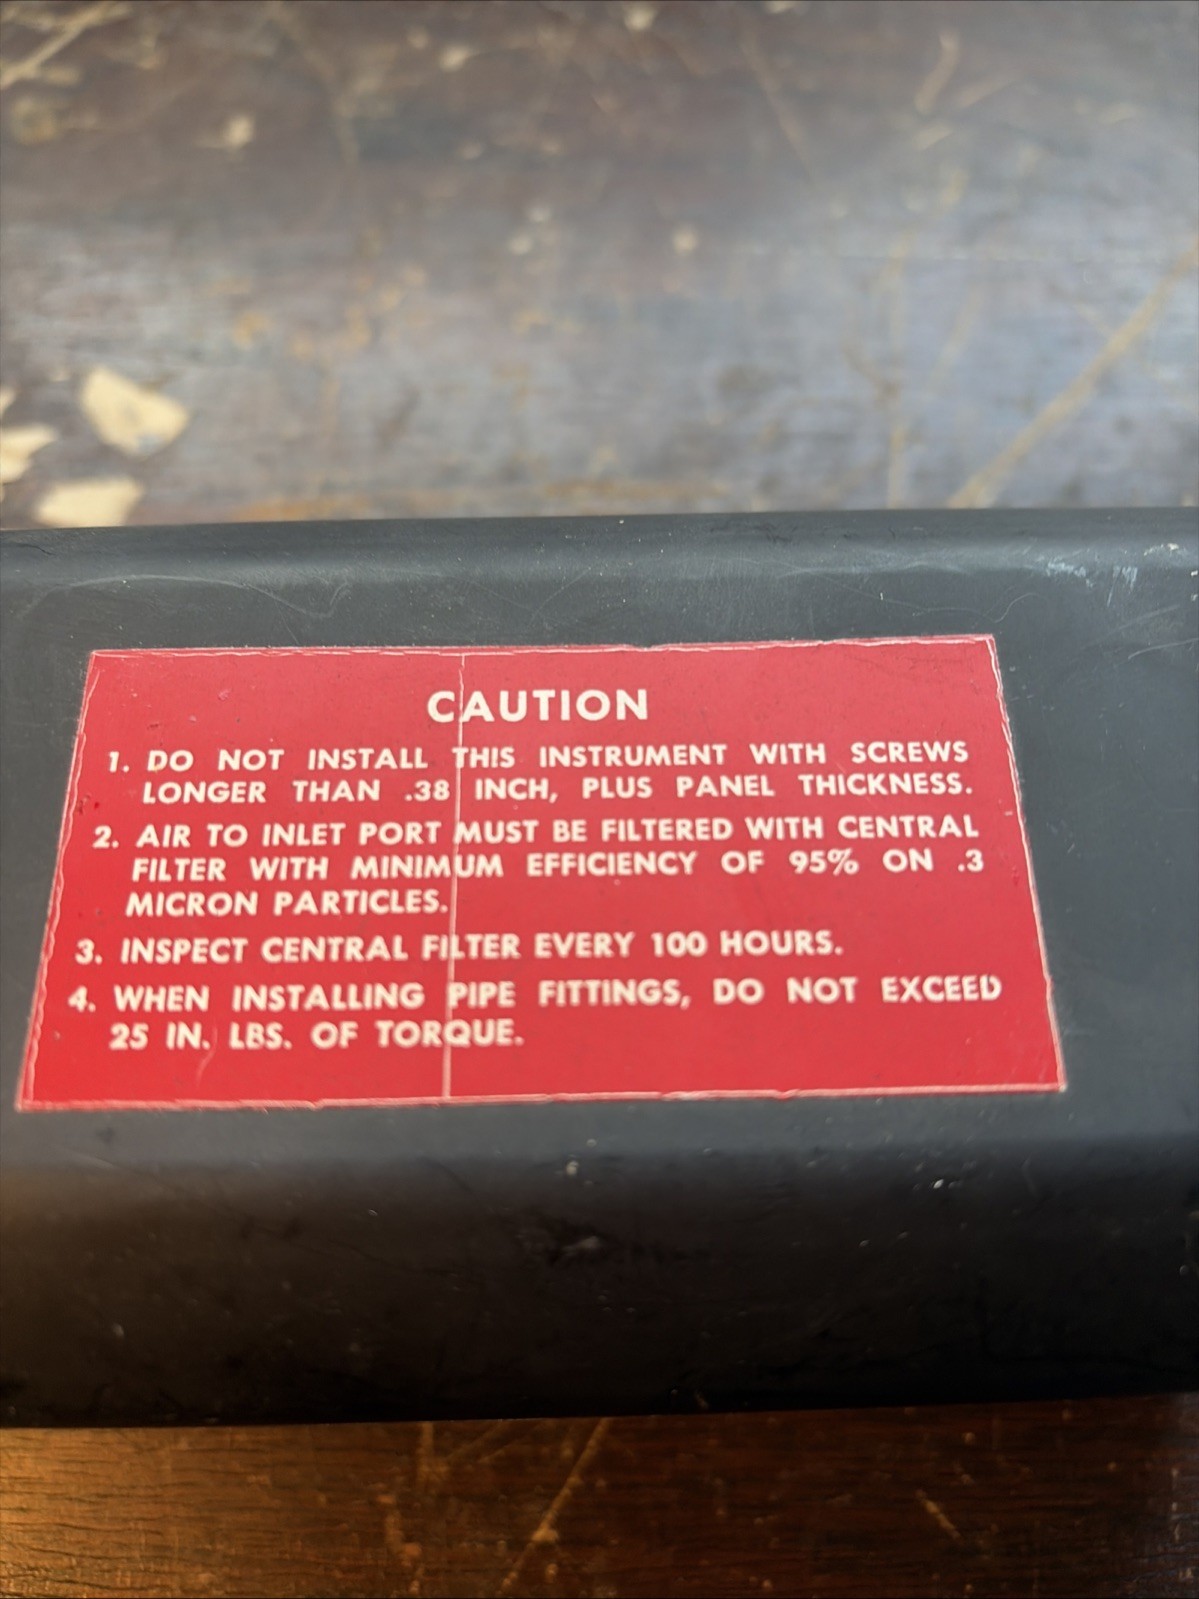 CAUTION
1. DO NOT INSTALL THIS INSTRUMENT WITH SCREWS
LONGER THAN .38 INCH, PLUS PANEL THICKNESS.
2. AIR TO INLET PORT MUST BE FILTERED WITH CENTRAL
FILTER WITH MINIMUM EFFICIENCY OF 95% ON .3
MICRON PARTICLES.
3. INSPECT CENTRAL FILTER EVERY 100 HOURS.
4. WHEN INSTALLING PIPE FITTINGS, DO NOT EXCEED
25 IN. LBS. OF TORQUE.